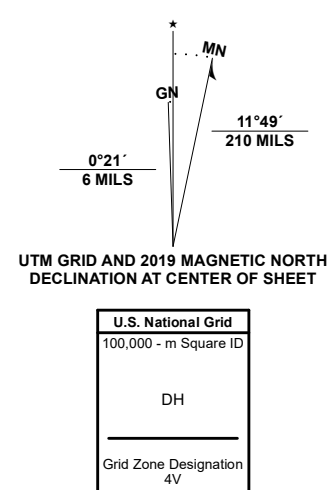 ★
MN
GN
11°49´
210 MILS
0°21´
6 MILS
UTM GRID AND 2019 MAGNETIC NORTH
DECLINATION AT CENTER OF SHEET
U.S. National Grid
100,000 - m Square ID
DH
Grid Zone Designation
4V